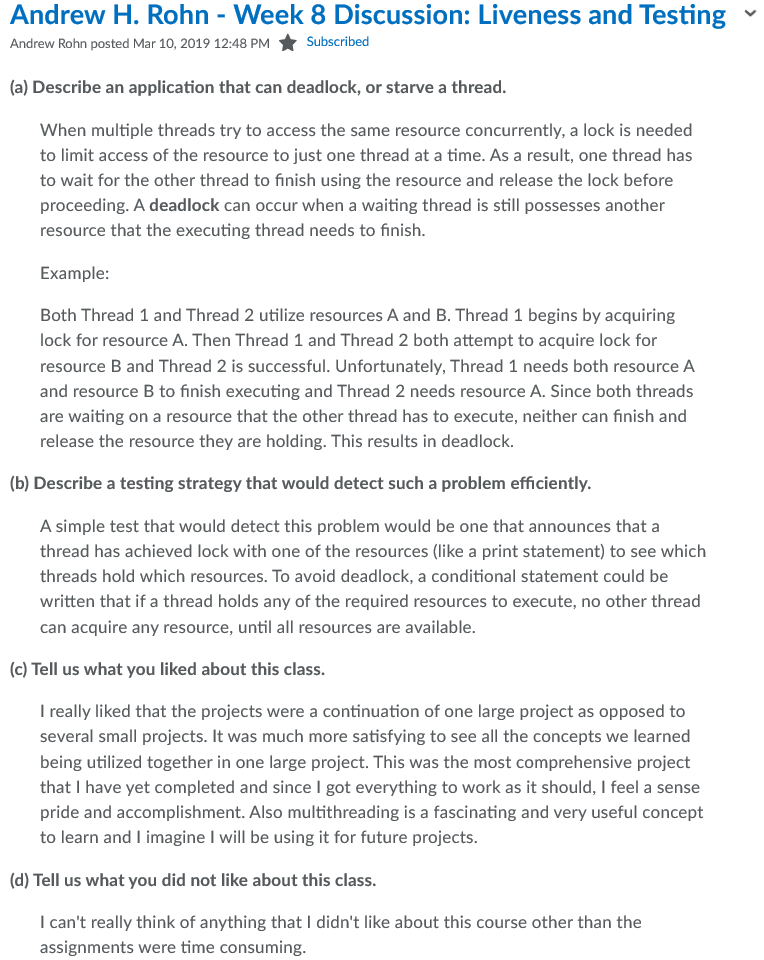 Andrew H. Rohn - Week 8 Discussion: Liveness and Testing
Andrew Rohn posted Mar 10, 2019 12:48 PM ★ Subscribed
(a) Describe an application that can deadlock, or starve a thread.
When multiple threads try to access the same resource concurrently, a lock is needed
to limit access of the resource to just one thread at a time. As a result, one thread has
to wait for the other thread to finish using the resource and release the lock before
proceeding. A deadlock can occur when a waiting thread is still possesses another
resource that the executing thread needs to finish.
Example:
Both Thread 1 and Thread 2 utilize resources A and B. Thread 1 begins by acquiring
lock for resource A. Then Thread 1 and Thread 2 both attempt to acquire lock for
resource B and Thread 2 is successful. Unfortunately, Thread 1 needs both resource A
and resource B to finish executing and Thread 2 needs resource A. Since both threads
are waiting on a resource that the other thread has to execute, neither can finish and
release the resource they are holding. This results in deadlock.
(b) Describe a testing strategy that would detect such a problem efficiently.
A simple test that would detect this problem would be one that announces that a
thread has achieved lock with one of the resources (like a print statement) to see which
threads hold which resources. To avoid deadlock, a conditional statement could be
written that if a thread holds any of the required resources to execute, no other thread
can acquire any resource, until all resources are available.
(c) Tell us what you liked about this class.
I really liked that the projects were a continuation of one large project as opposed to
several small projects. It was much more satisfying to see all the concepts we learned
being utilized together in one large project. This was the most comprehensive project
that I have yet completed and since I got everything to work as it should, I feel a sense
pride and accomplishment. Also multithreading is a fascinating and very useful concept
to learn and I imagine I will be using it for future projects.
(d) Tell us what you did not like about this class.
I can't really think of anything that I didn't like about this course other than the
assignments were time consuming.